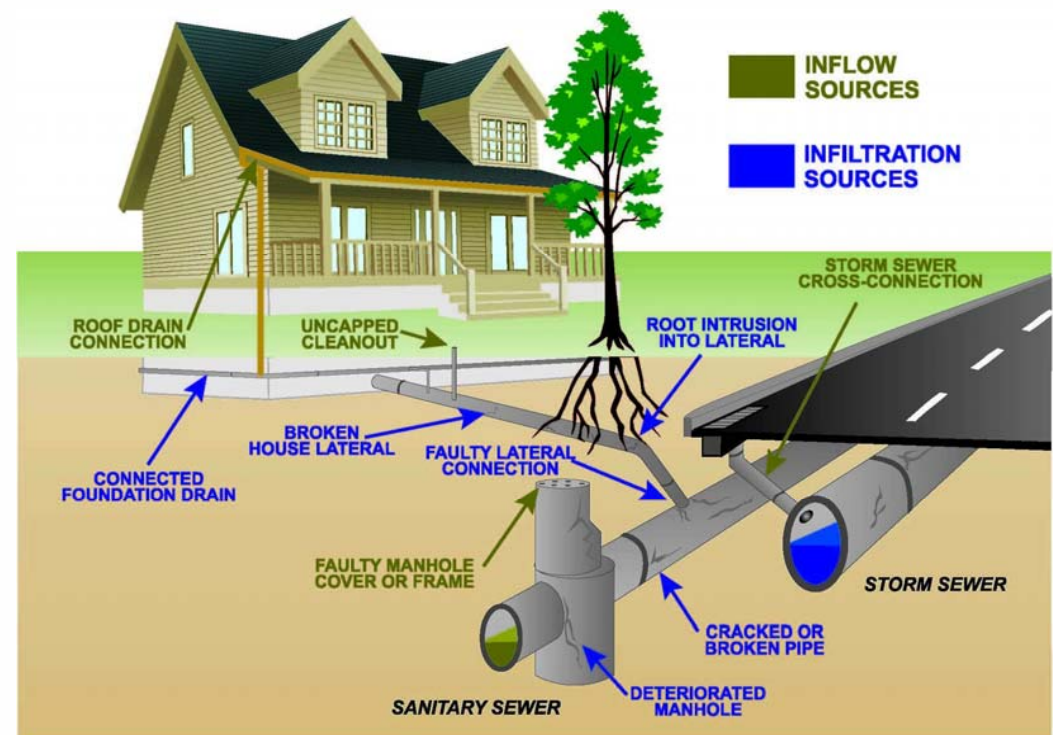 INFLOW
SOURCES
INFILTRATION
SOURCES
STORM SEWER
CROSS-CONNECTION
ROOF DRAIN
CONNECTION
UNCAPPED
CLEANOUT
ROOT INTRUSION
INTO LATERAL
BROKEN
HOUSE LATERAL
FAULTY LATERAL
CONNECTION
CONNECTED
FOUNDATION DRAIN
FAULTY MANHOLE
COVER OR FRAME
STORM SEWER
CRACKED OR
BROKEN PIPE
DETERIORATED
MANHOLE
SANITARY SEWER